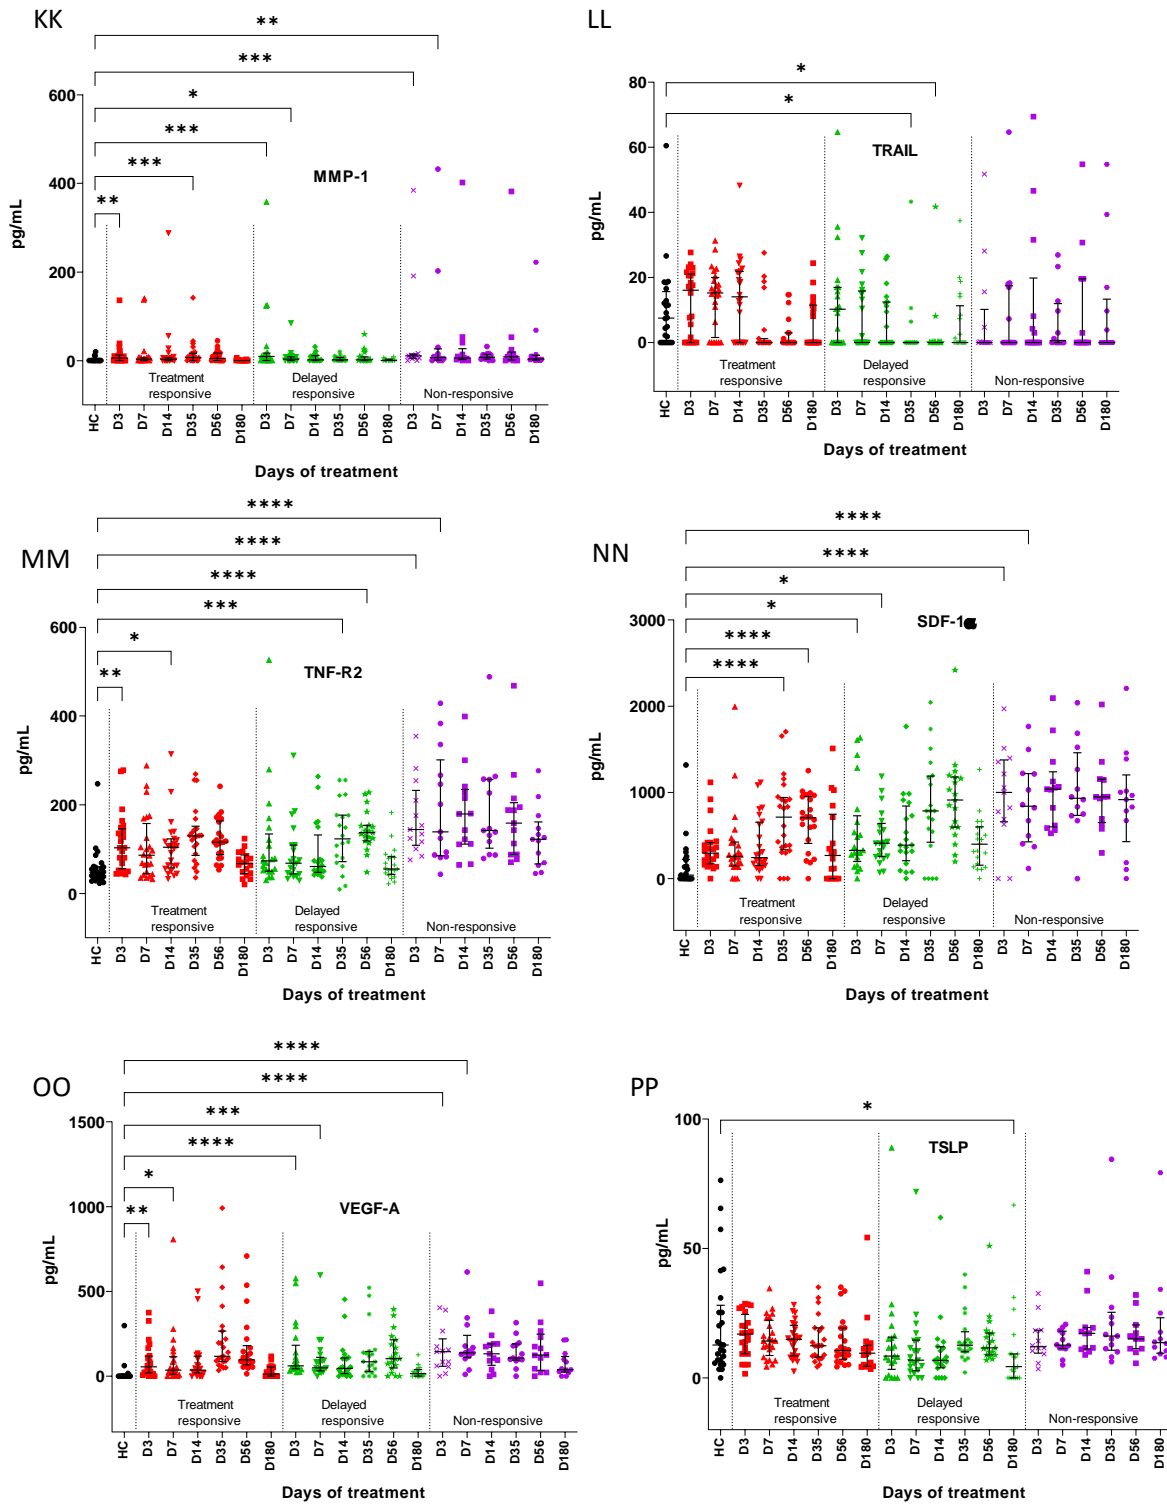 KK
**
***
*
***
***
**
MMP-1
pg/mL
600
400
200
0
Treatment
responsive
Delayed
responsive
Non-responsive
HC D3 D7 D14 D35 D56 D180 D3 D7 D14 D35 D56 D180 D3 D7 D14 D35 D56 D180
Days of treatment
LL
*
*
TRAIL
pg/mL
80
60
40
20
0
Treatment
responsive
Delayed
responsive
Non-responsive
HC D3 D7 D14 D35 D56 D180 D3 D7 D14 D35 D56 D180 D3 D7 D14 D35 D56 D180
Days of treatment
MM
****
****
****
***
*
**
TNF-R2
pg/mL
600
400
200
0
Treatment
responsive
Delayed
responsive
Non-responsive
HC D3 D7 D14 D35 D56 D180 D3 D7 D14 D35 D56 D180 D3 D7 D14 D35 D56 D180
Days of treatment
NN
****
****
*
*
****
****
SDF-1
pg/mL
3000
2000
1000
0
Treatment
responsive
Delayed
responsive
Non-responsive
HC D3 D7 D14 D35 D56 D180 D3 D7 D14 D35 D56 D180 D3 D7 D14 D35 D56 D180
Days of treatment
OO
****
****
***
****
*
**
VEGF-A
pg/mL
1500
1000
500
0
Treatment
responsive
Delayed
responsive
Non-responsive
HC D3 D7 D14 D35 D56 D180 D3 D7 D14 D35 D56 D180 D3 D7 D14 D35 D56 D180
Days of treatment
PP
*
TSLP
pg/mL
100
50
0
Treatment
responsive
Delayed
responsive
Non-responsive
HC D3 D7 D14 D35 D56 D180 D3 D7 D14 D35 D56 D180 D3 D7 D14 D35 D56 D180
Days of treatment